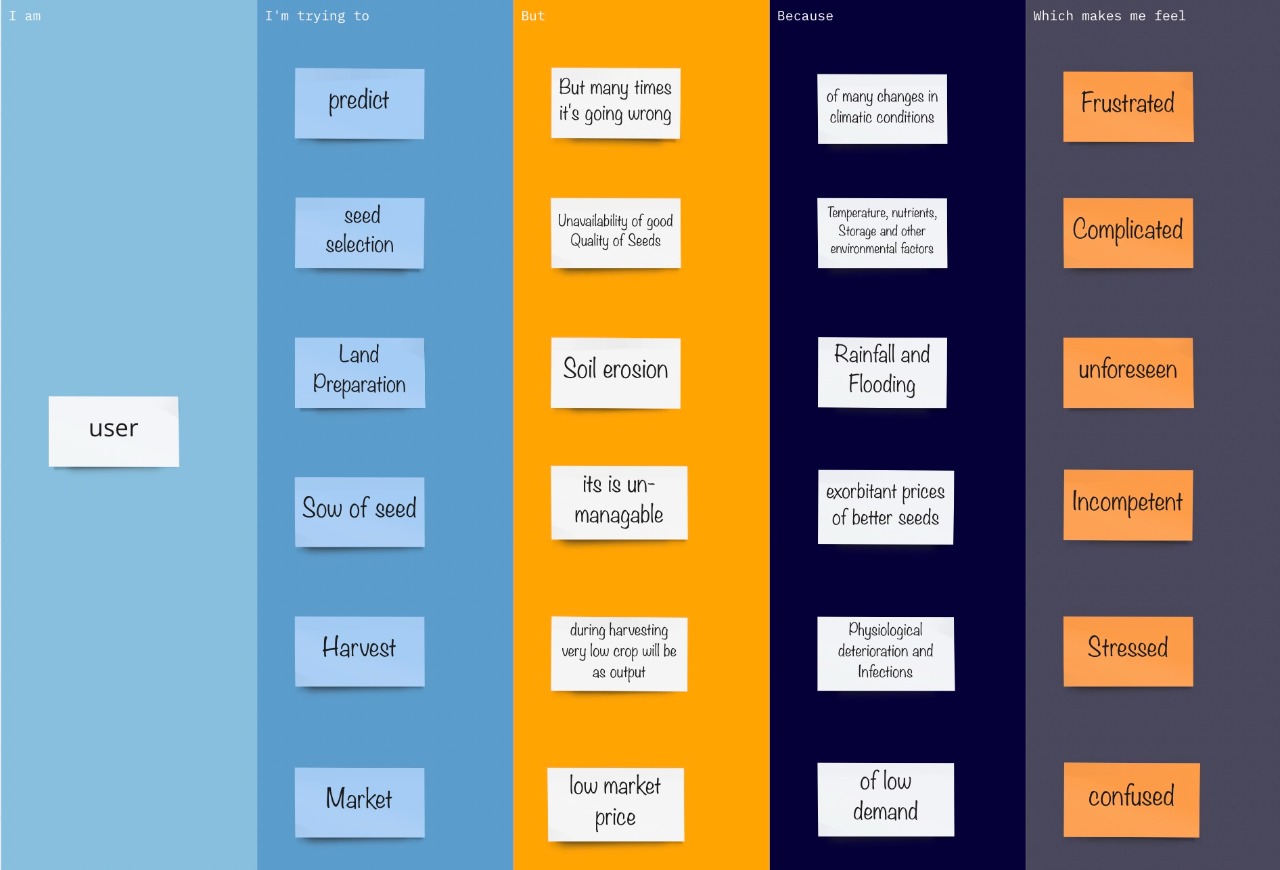 I am
I'm trying to
But
Because
Which makes me feel
predict
But many times
it's going wrong
of many changes in
climatic conditions
Frustrated
seed
selection
Unavailability of good
Quality of Seeds
Temperature, nutrients,
Storage and other
environmental factors
Complicated
Land
Preparation
Soil erosion
Rainfall and
Flooding
unforeseen
user
Sow of seed
its is un-
managable
exorbitant prices
of better seeds
Incompetent
Harvest
during harvesting
very low crop will be
as output
Physiological
deterioration and
Infections
Stressed
Market
low market
price
of low
demand
confused